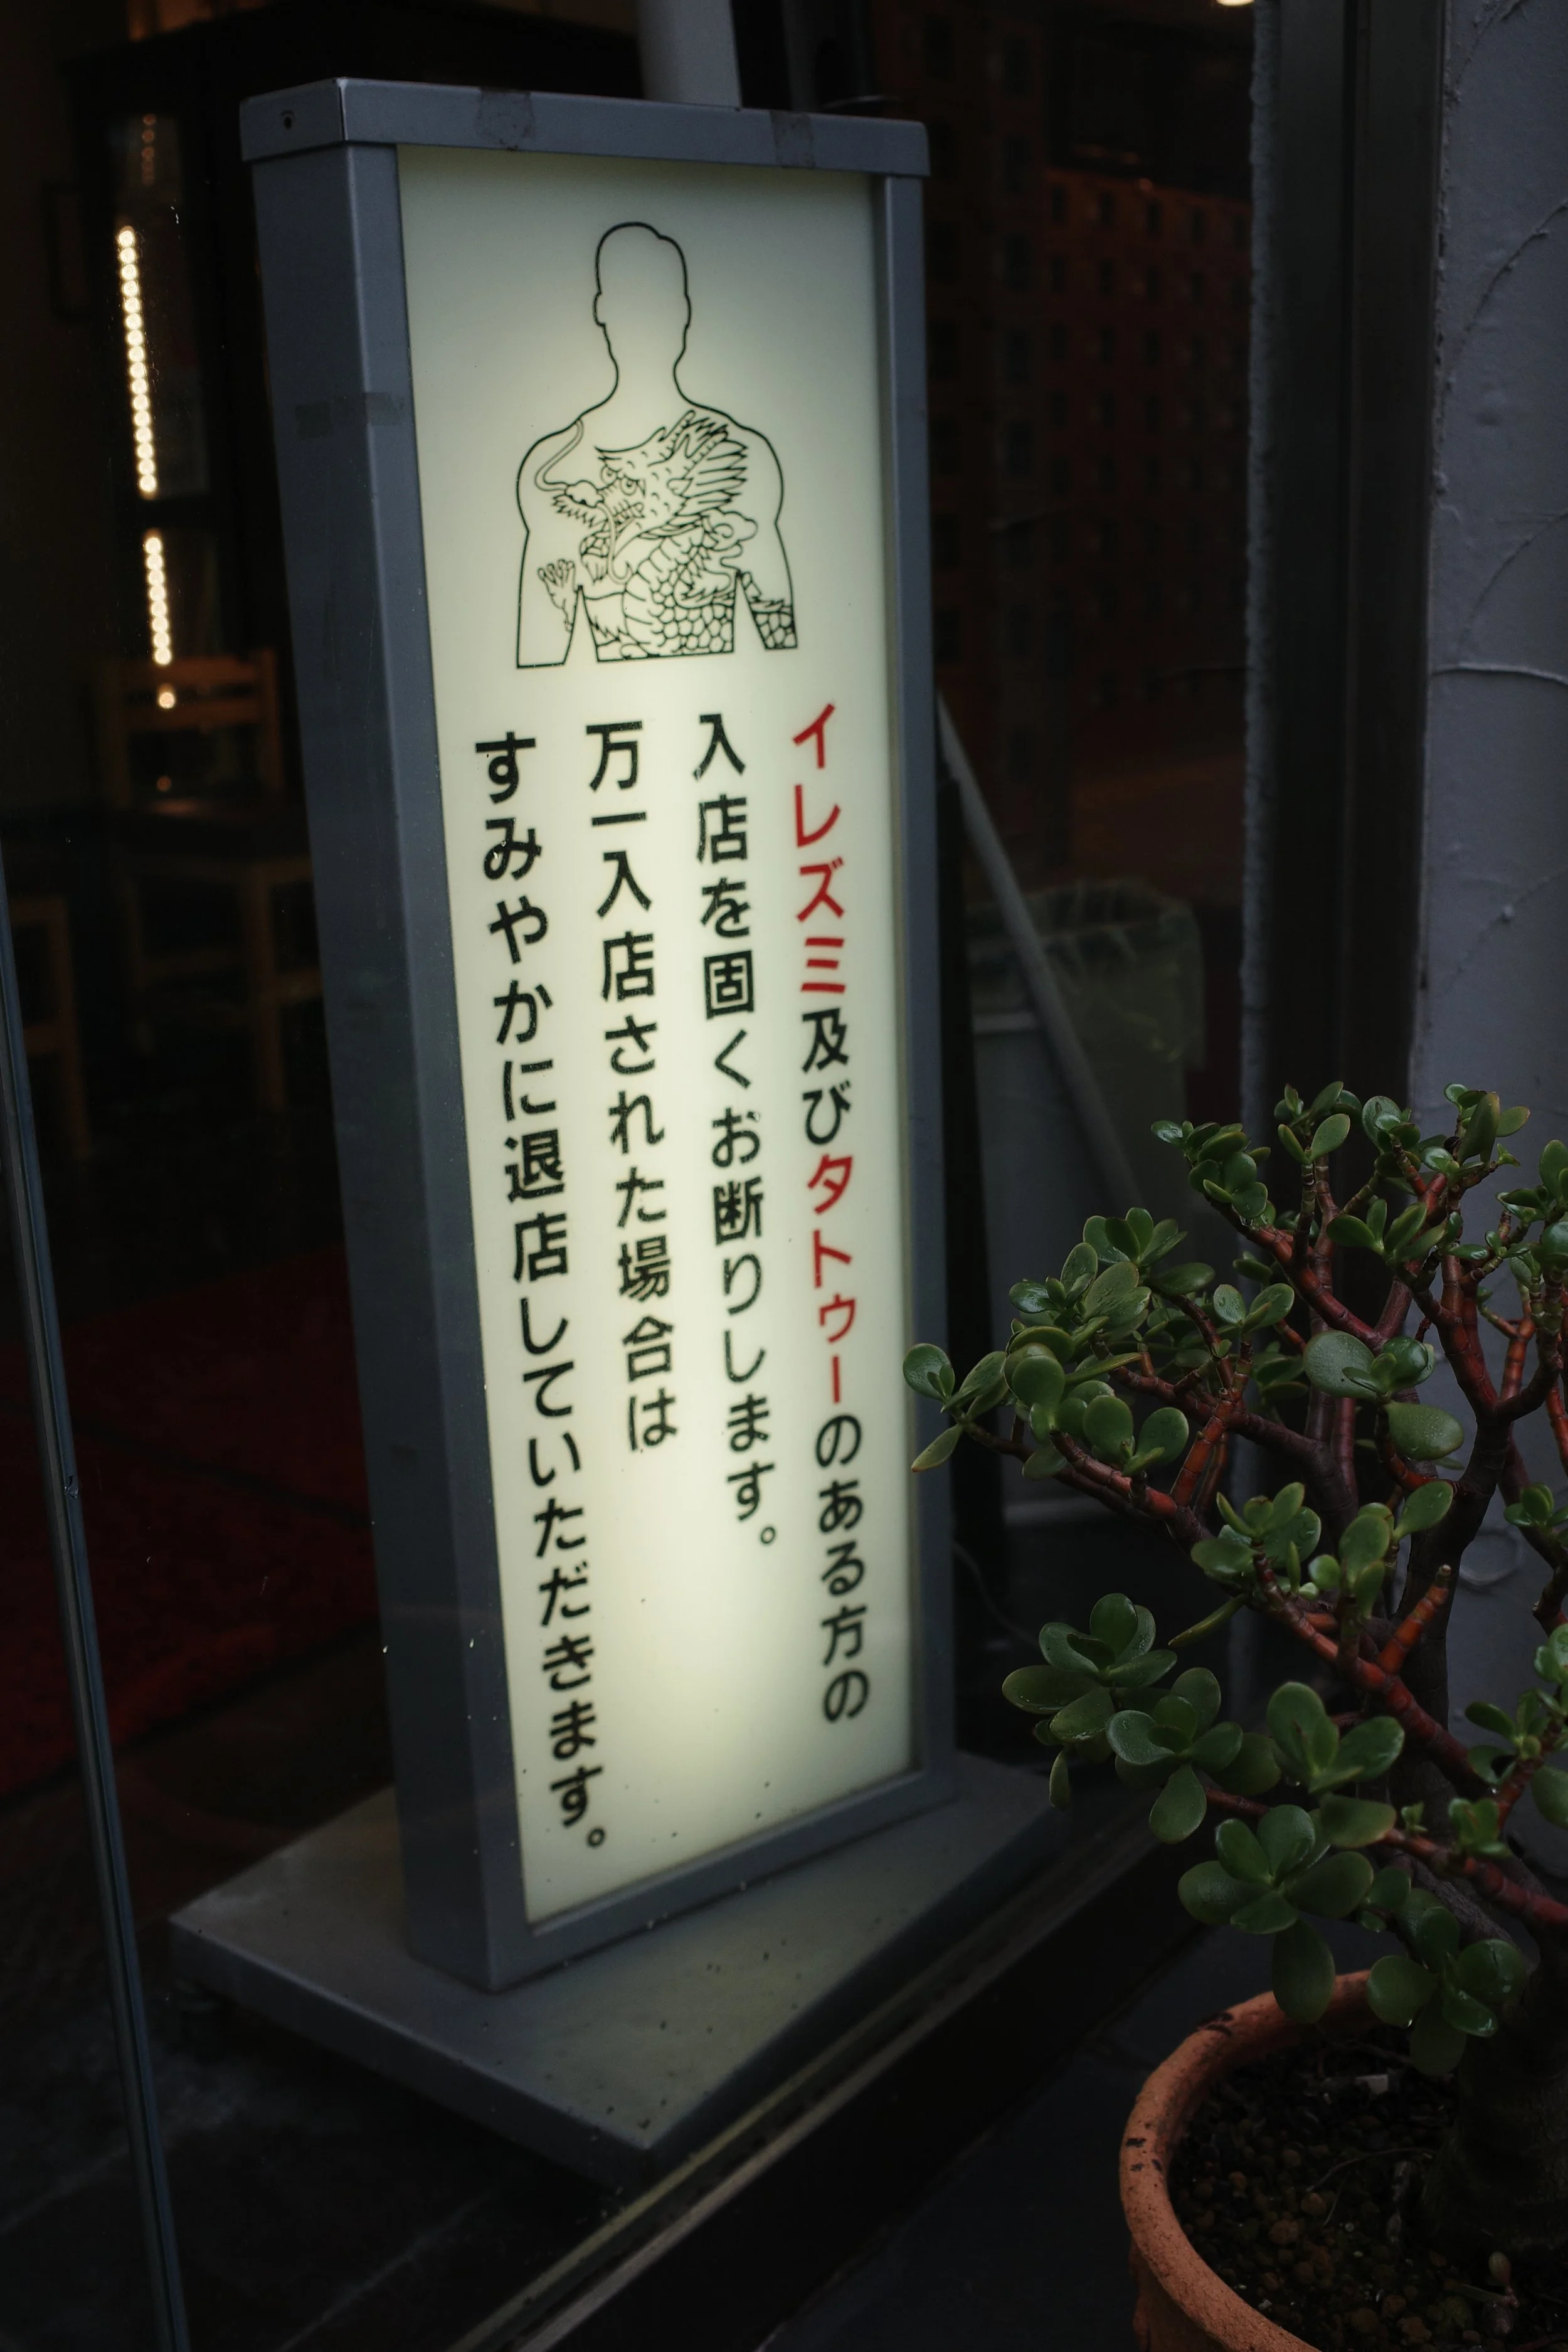 イレズミ及びタトゥーのある方の
入店を固くお断りします。
万一入店された場合は
すみやかに退店していただきます。